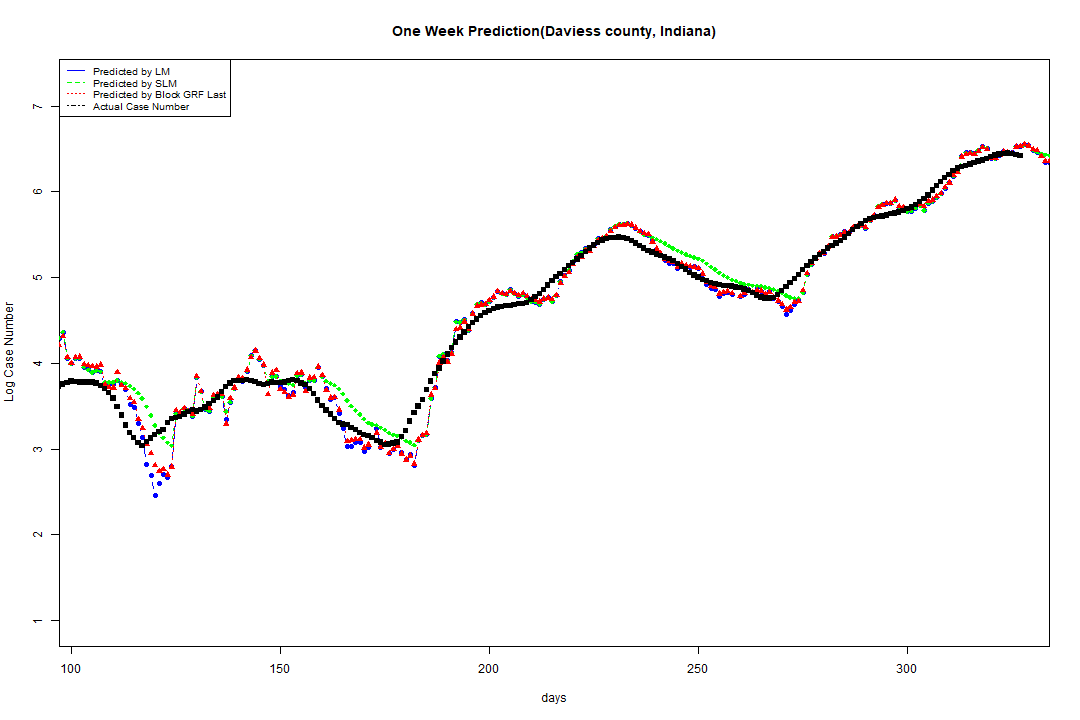 One Week Prediction(Daviess county, Indiana)
Predicted by LM
Predicted by SLM
Predicted by Block GRF Last
Actual Case Number
7
6
5
4
3
2
1
Log Case Number
100 150 200 250 300
days